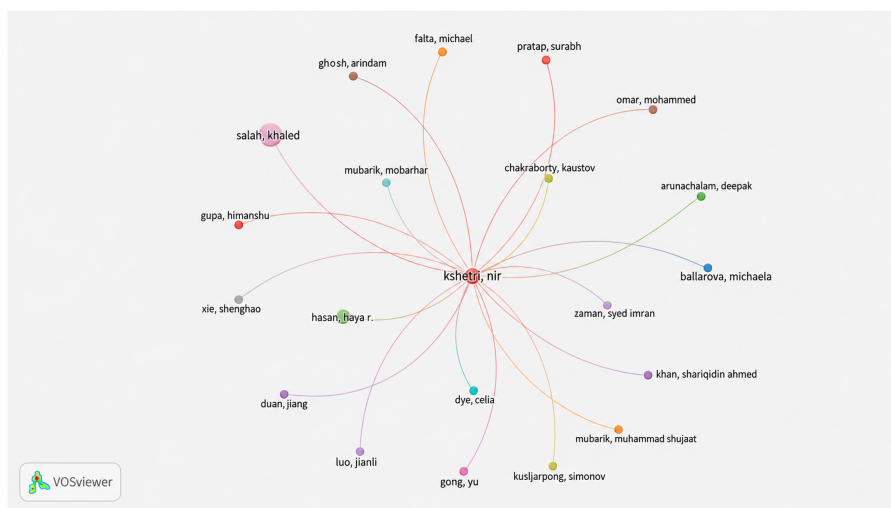 falta, michael
pratap, surabh
ghosh, arindam
omar, mohammed
salah, khaled
mubarik, mobarhar
chakraborty, kaustov
arunachalam, deepak
gupa, himanshu
kshetri, nir
ballarova, michaela
xie, shenghao
hasan, haya r.
zaman, syed imran
khan, shariqidin ahmed
duan, jiang
dye, celia
mubarik, muhammad shujaat
luo, jianli
gong, yu
kusljarpong, simonov
VOSviewer